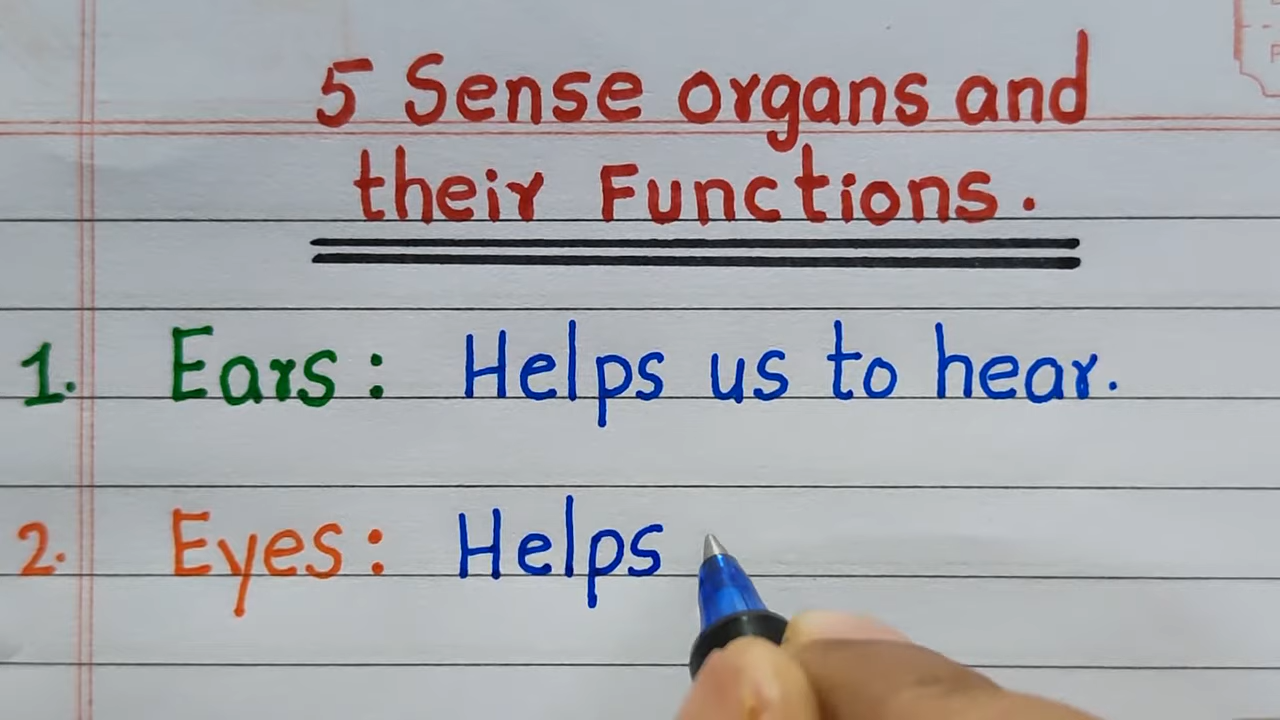 5 Sense organs and
their Functions.
1. Ears: Helps us to hear.
2. Eyes: Helps